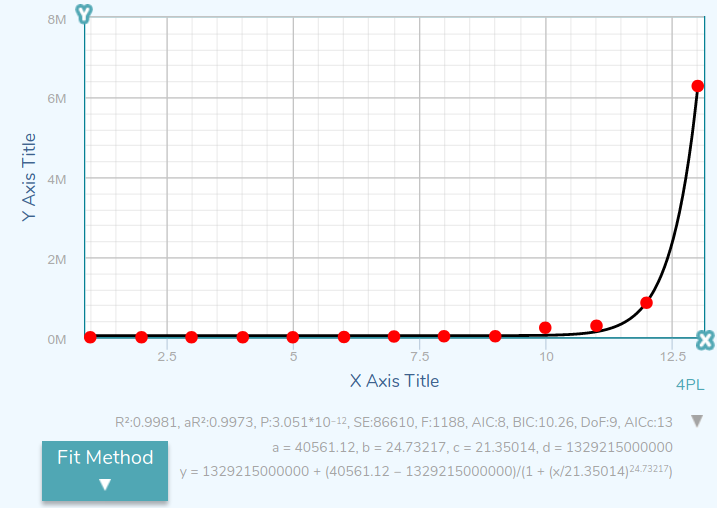 Y
8M
6M
4M
2M
0M
Y Axis Title
2.5 5 7.5 10 12.5
X
X Axis Title
4PL
R²:0.9981, aR²:0.9973, P:3.051*10⁻¹², SE:86610, F:1188, AIC:8, BIC:10.26, DoF:9, AICc:13 ▼
a = 40561.12, b = 24.73217, c = 21.35014, d = 1329215000000
Fit Method
▼
y = 1329215000000 + (40561.12 − 1329215000000)/(1 + (x/21.35014)²⁴·⁷³²¹⁷)